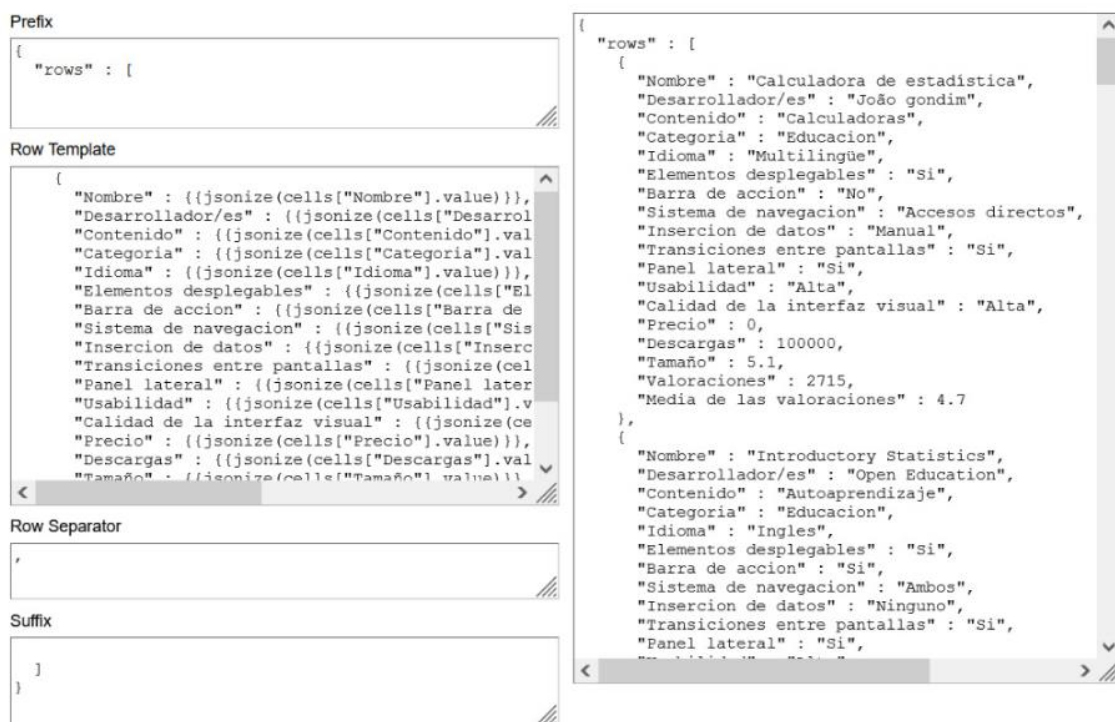 Prefix
{
"rows" : [
Row Template
{
"Nombre" : {{jsonize(cells["Nombre"].value)}},
"Desarrollador/es" : {{jsonize(cells["Desarrol
"Contenido" : {{jsonize(cells["Contenido"].val
"Categoria" : {{jsonize(cells["Categoria"].val
"Idioma" : {{jsonize(cells["Idioma"].value)}},
"Elementos desplegables" : {{jsonize(cells["El
"Barra de accion" : {{jsonize(cells["Barra de
"Sistema de navegacion" : {{jsonize(cells["Sis
"Insercion de datos" : {{jsonize(cells["Inserc
"Transiciones entre pantallas" : {{jsonize(cel
"Panel lateral" : {{jsonize(cells["Panel later
"Usabilidad" : {{jsonize(cells["Usabilidad"].v
"Calidad de la interfaz visual" : {{jsonize(ce
"Precio" : {{jsonize(cells["Precio"].value)}},
"Descargas" : {{jsonize(cells["Descargas"].val
"Tamaño" : {{jsonize(cells["Tamaño"].value)}}
Row Separator
,
Suffix
]
}
{
"rows" : [
{
"Nombre" : "Calculadora de estadística",
"Desarrollador/es" : "João gondim",
"Contenido" : "Calculadoras",
"Categoria" : "Educacion",
"Idioma" : "Multilingüe",
"Elementos desplegables" : "Si",
"Barra de accion" : "No",
"Sistema de navegacion" : "Accesos directos",
"Insercion de datos" : "Manual",
"Transiciones entre pantallas" : "Si",
"Panel lateral" : "Si",
"Usabilidad" : "Alta",
"Calidad de la interfaz visual" : "Alta",
"Precio" : 0,
"Descargas" : 100000,
"Tamaño" : 5.1,
"Valoraciones" : 2715,
"Media de las valoraciones" : 4.7
},
{
"Nombre" : "Introductory Statistics",
"Desarrollador/es" : "Open Education",
"Contenido" : "Autoaprendizaje",
"Categoria" : "Educacion",
"Idioma" : "Ingles",
"Elementos desplegables" : "Si",
"Barra de accion" : "Si",
"Sistema de navegacion" : "Ambos",
"Insercion de datos" : "Ninguno",
"Transiciones entre pantallas" : "Si",
"Panel lateral" : "Si",